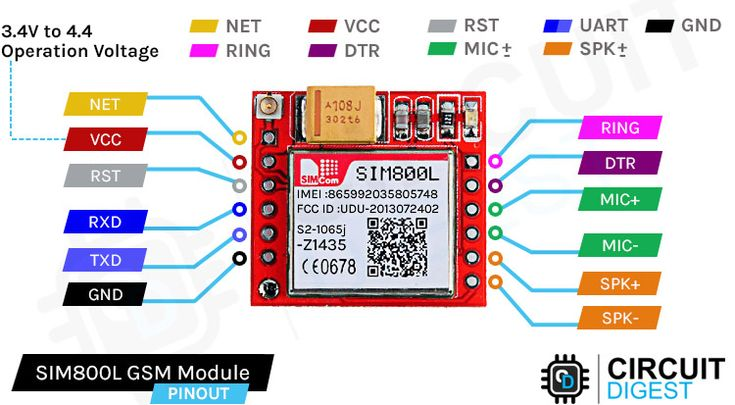 3.4V to 4.4
Operation Voltage
NET
VCC
RST
UART
GND
RING
DTR
MIC±
SPK±
NET
VCC
RST
RXD
TXD
GND
RING
DTR
MIC+
MIC-
SPK+
SPK-
A108J
302t6
SIMCom
SIM800L
IMEI :865992035805748
FCC ID :UDU-2013072402
S2-1065j
-Z1435
CE0678
SIM800L GSM Module
PINOUT
CD
CIRCUIT
DIGEST
CIRCUIT